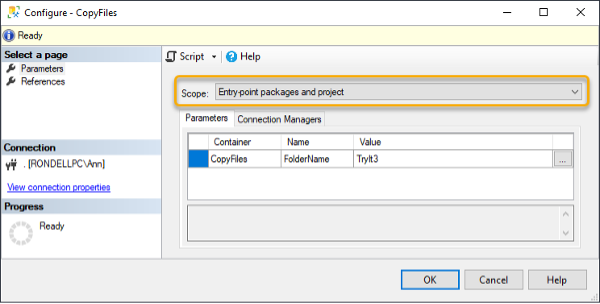 Configure - CopyFiles
Ready
Select a page
Parameters
References
Script
Help
Scope:
Entry-point packages and project
Parameters
Connection Managers
Container Name Value
CopyFiles FolderName TryIt3 ...
Connection
. [RONDELLPC\Ann]
View connection properties
Progress
Ready
OK
Cancel
Help